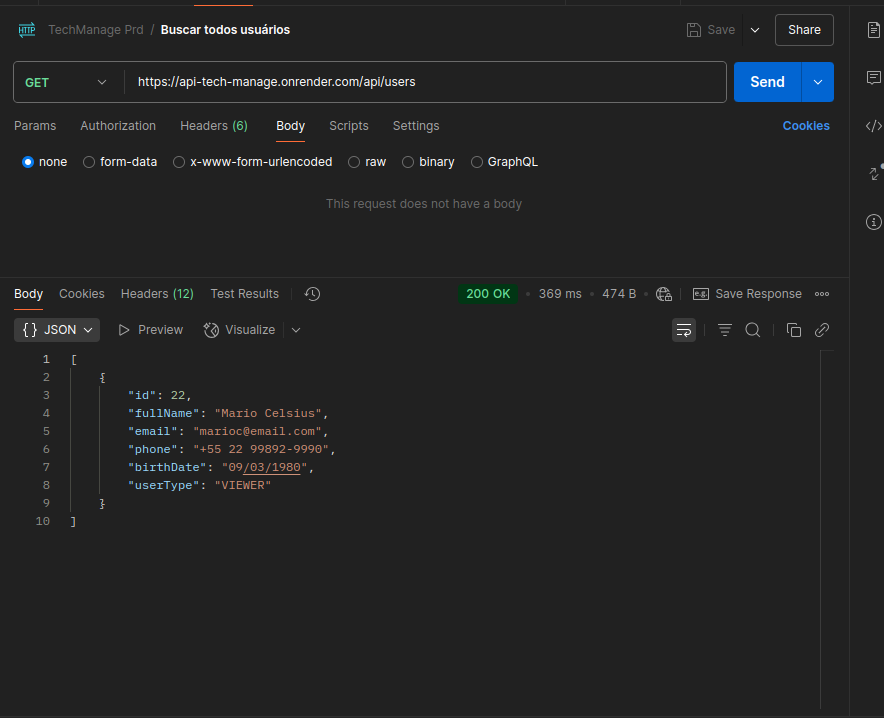 HTTP TechManage Prd / Buscar todos usuários Save Share
GET https://api-tech-manage.onrender.com/api/users Send
Params Authorization Headers (6) Body Scripts Settings Cookies
none form-data x-www-form-urlencoded raw binary GraphQL
This request does not have a body
Body Cookies Headers (12) Test Results 200 OK • 369 ms • 474 B • e.g. Save Response
{} JSON Preview Visualize
1 [
2 {
3 "id": 22,
4 "fullName": "Mario Celsius",
5 "email": "marioc@email.com",
6 "phone": "+55 22 99892-9990",
7 "birthDate": "09/03/1980",
8 "userType": "VIEWER"
9 }
10 ]